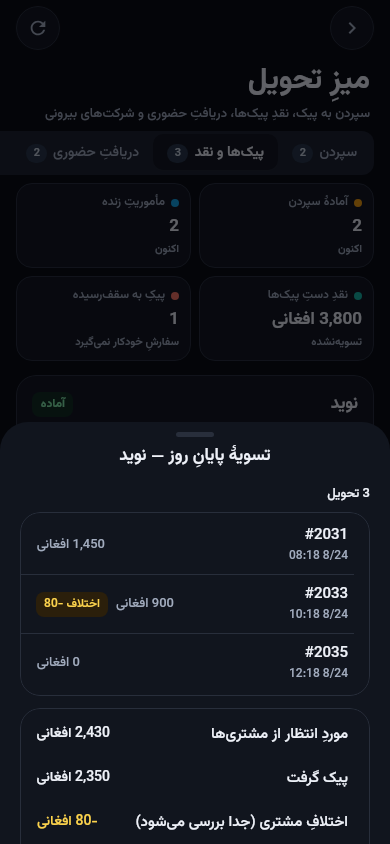 میزِ تحویل
سپردن به پیک، نقدِ پیک‌ها، دریافتِ حضوری و شرکت‌های بیرونی
سپردن 2
پیک‌ها و نقد 3
دریافتِ حضوری 2
آمادهٔ سپردن
2
اکنون
مأموریتِ زنده
2
اکنون
نقدِ دستِ پیک‌ها
3,800 افغانی
تسویه‌نشده
پیکِ به سقف‌رسیده
1
سفارشِ خودکار نمی‌گیرد
نوید
آماده
تسویهٔ پایانِ روز — نوید
3 تحویل
#2031
1,450 افغانی
8/24 08:18
#2033
900 افغانی
اختلاف -80
8/24 10:18
#2035
0 افغانی
8/24 12:18
موردِ انتظار از مشتری‌ها 2,430 افغانی
پیک گرفت 2,350 افغانی
اختلافِ مشتری (جدا بررسی می‌شود) -80 افغانی